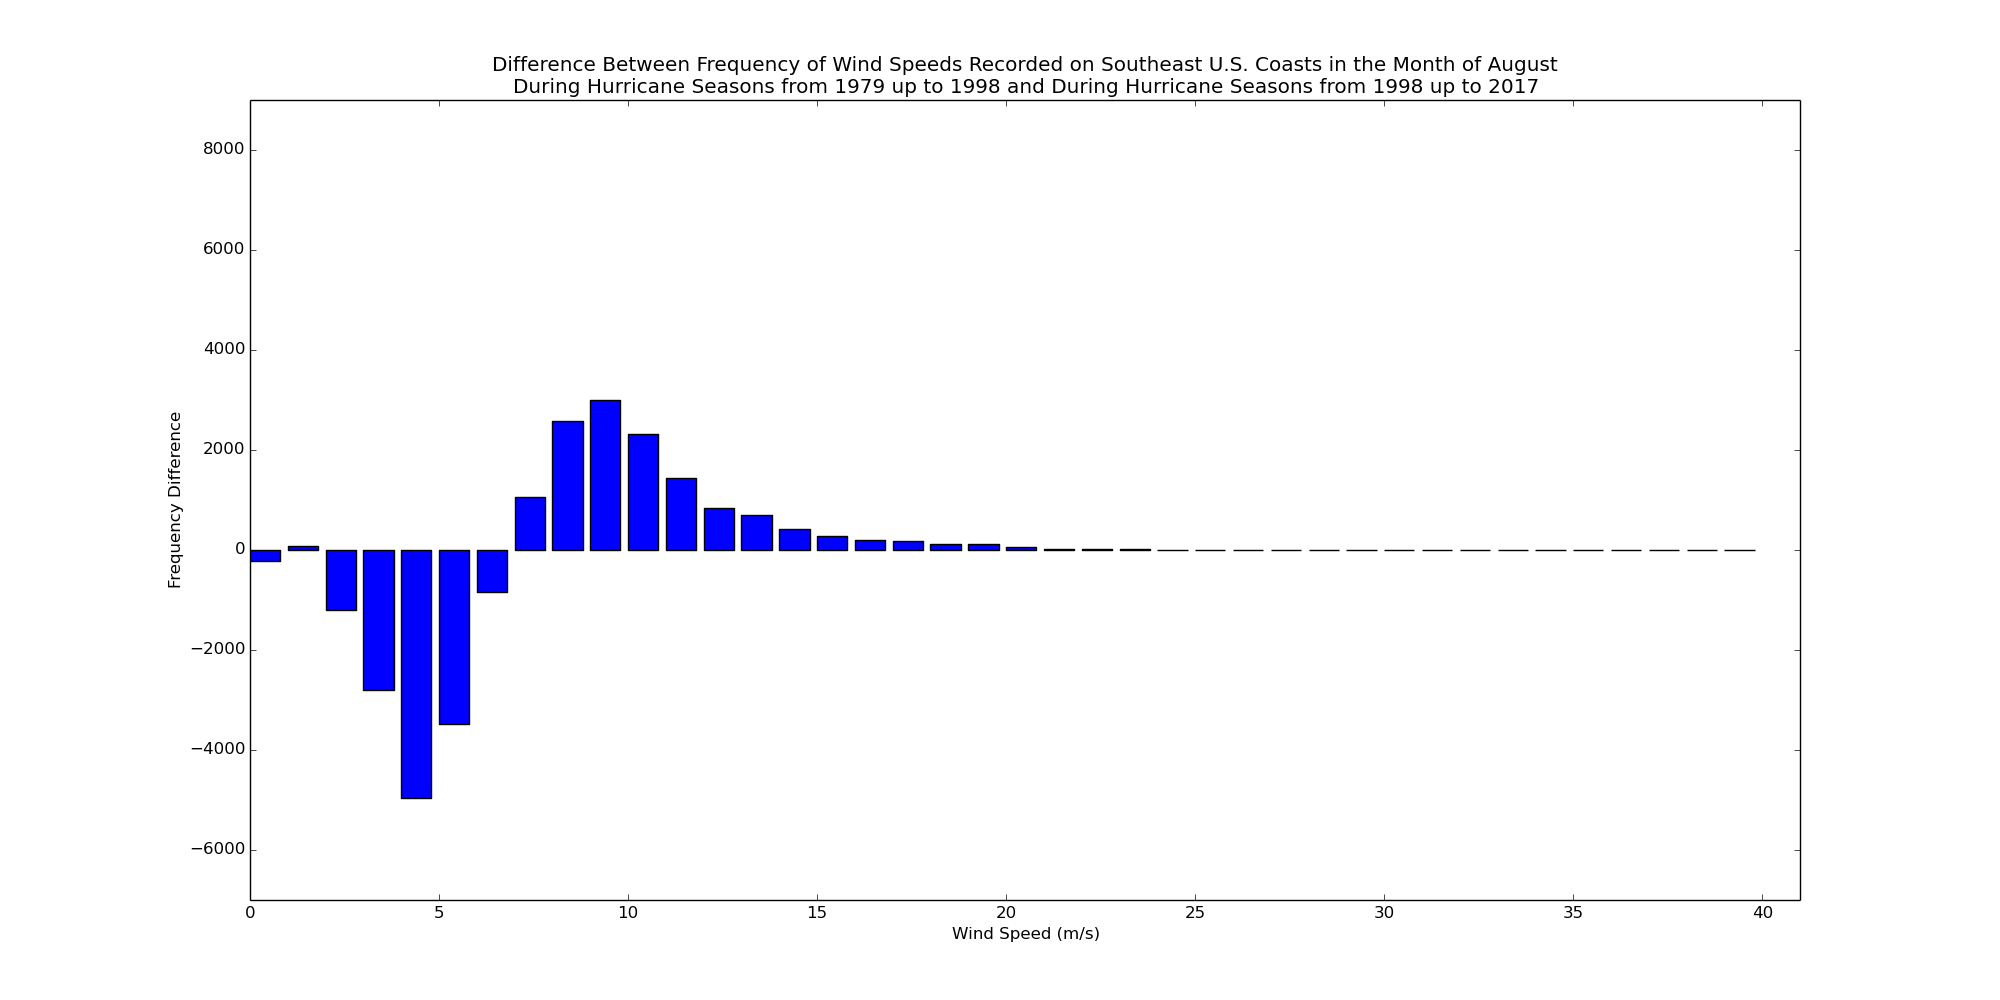 Difference Between Frequency of Wind Speeds Recorded on Southeast U.S. Coasts in the Month of August
During Hurricane Seasons from 1979 up to 1998 and During Hurricane Seasons from 1998 up to 2017
8000
6000
4000
2000
0
−2000
−4000
−6000
Frequency Difference
0 5 10 15 20 25 30 35 40
Wind Speed (m/s)